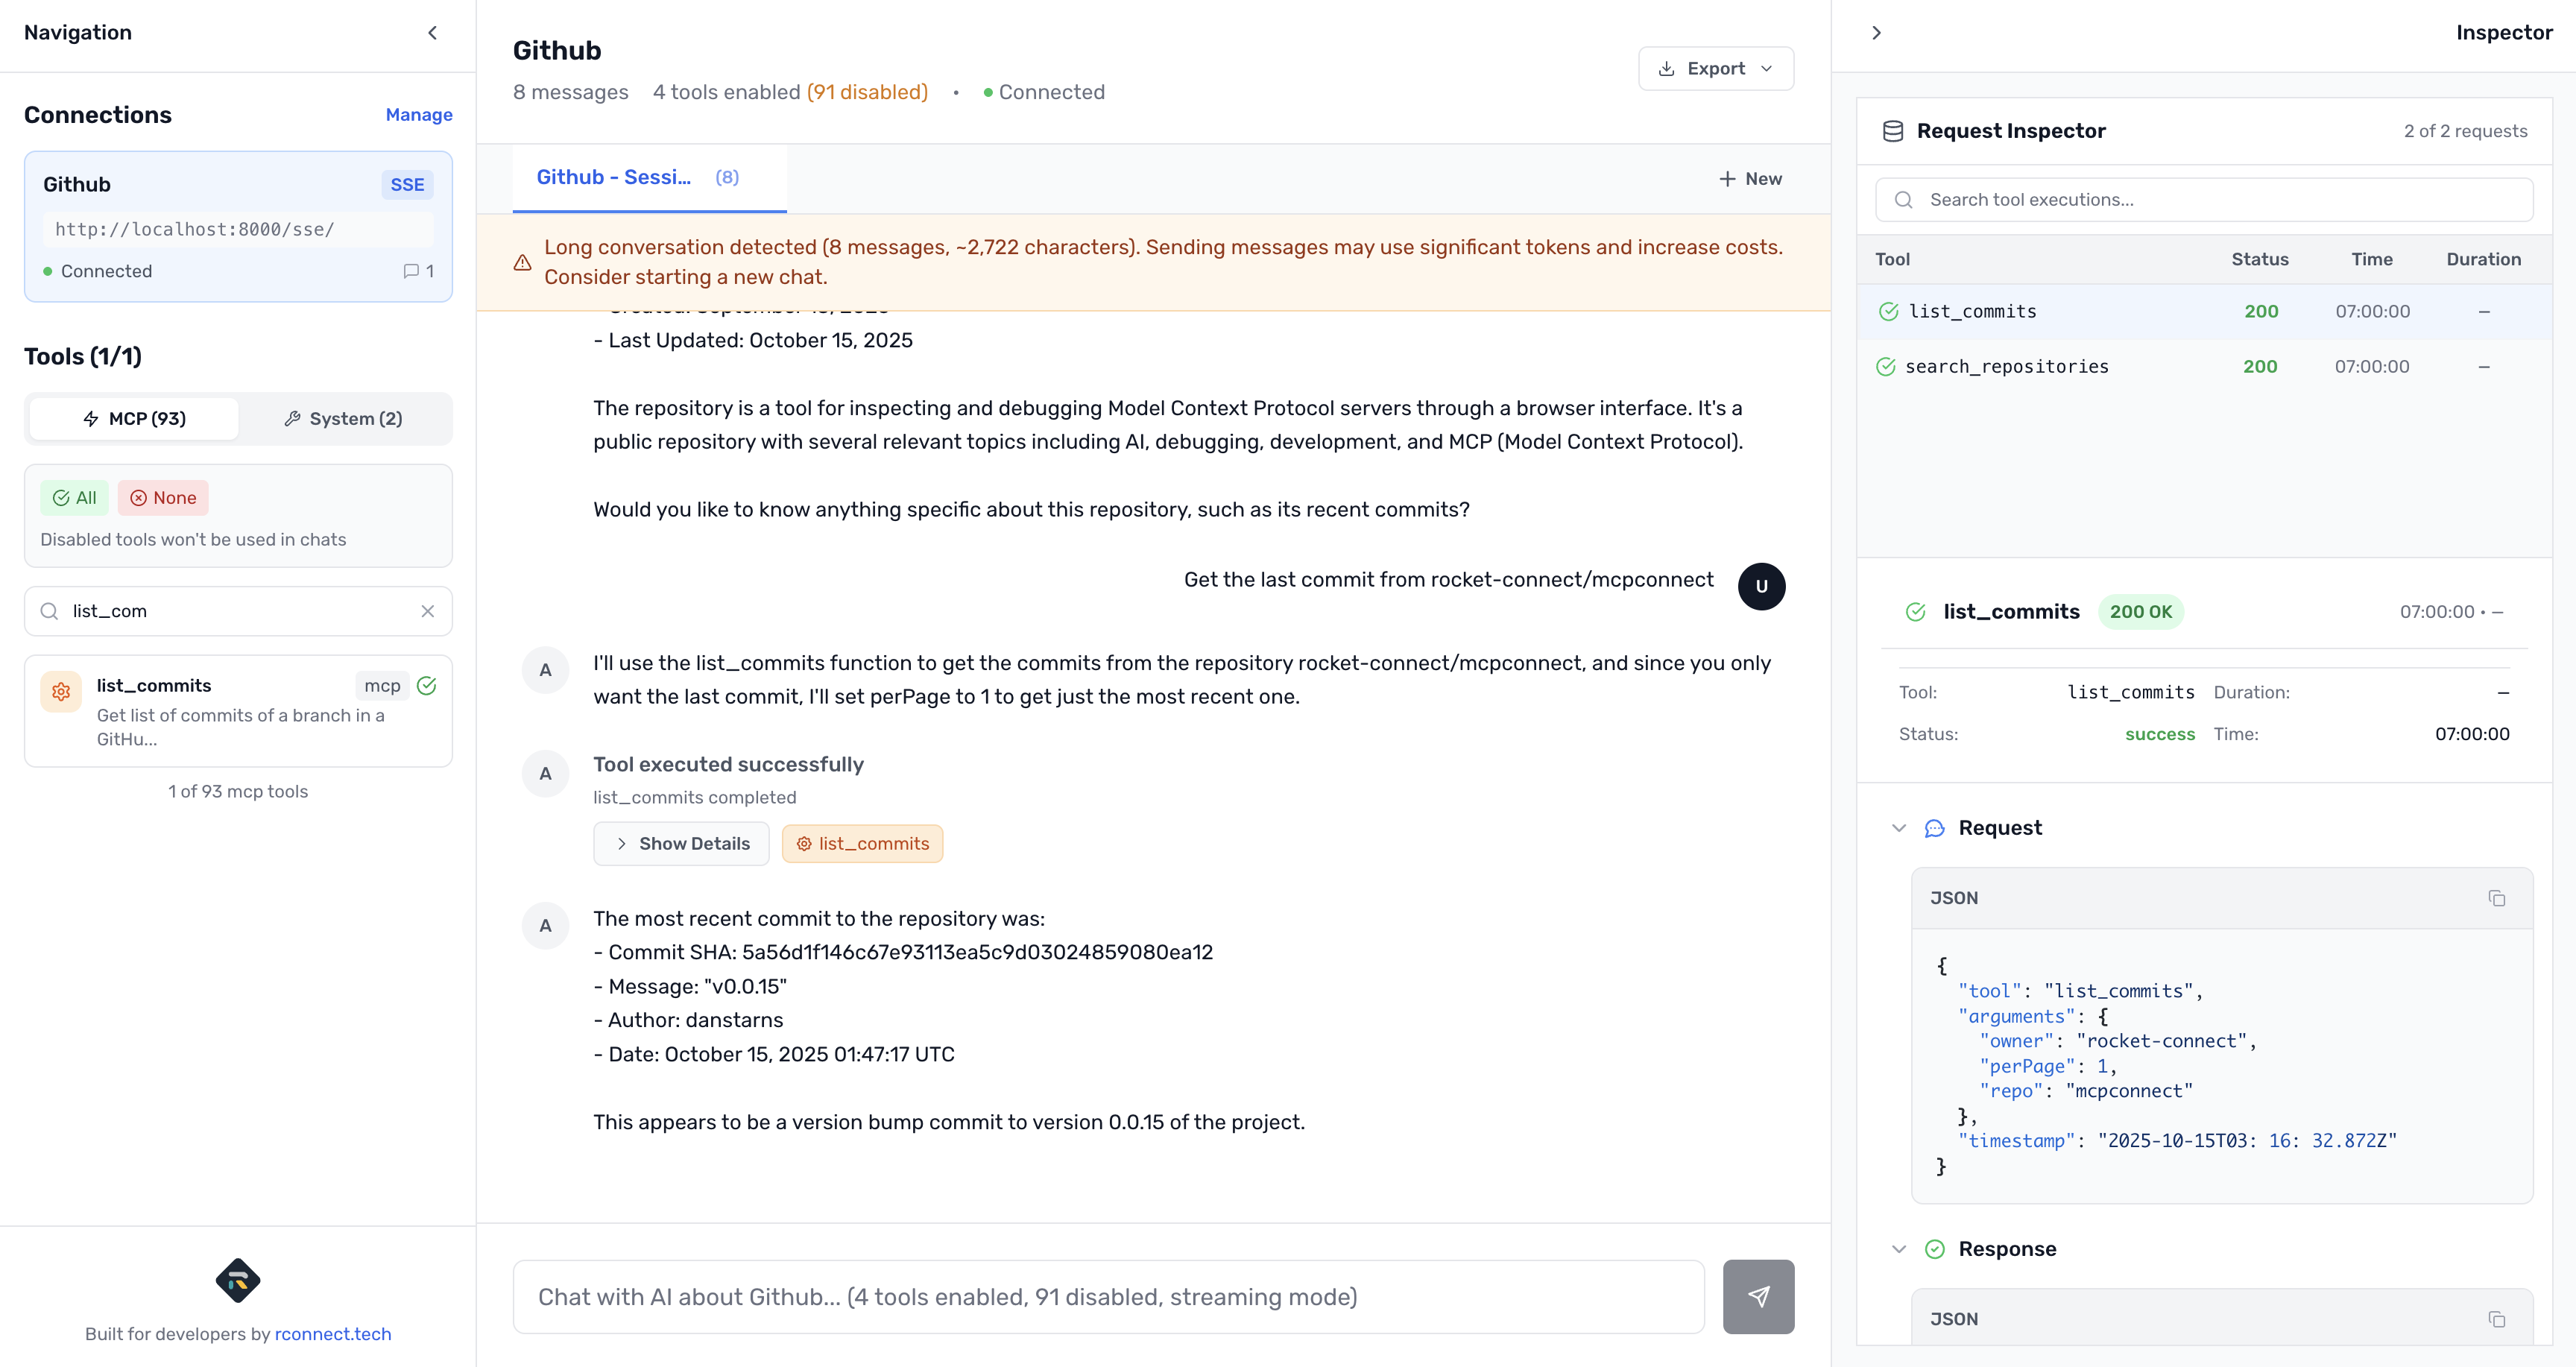 Navigation
Connections
Manage
Github
SSE
http://localhost:8000/sse/
Connected
1
Tools (1/1)
MCP (93)
System (2)
All
None
Disabled tools won't be used in chats
list_com
list_commits
mcp
Get list of commits of a branch in a
GitHu...
1 of 93 mcp tools
Built for developers by rconnect.tech
Github
8 messages
4 tools enabled (91 disabled)
•
Connected
Export
Github - Sessi...
(8)
New
Long conversation detected (8 messages, ~2,722 characters). Sending messages may use significant tokens and increase costs.
Consider starting a new chat.
- Last Updated: October 15, 2025
The repository is a tool for inspecting and debugging Model Context Protocol servers through a browser interface. It's a
public repository with several relevant topics including AI, debugging, development, and MCP (Model Context Protocol).
Would you like to know anything specific about this repository, such as its recent commits?
Get the last commit from rocket-connect/mcpconnect
U
A
I'll use the list_commits function to get the commits from the repository rocket-connect/mcpconnect, and since you only
want the last commit, I'll set perPage to 1 to get just the most recent one.
A
Tool executed successfully
list_commits completed
Show Details
list_commits
A
The most recent commit to the repository was:
- Commit SHA: 5a56d1f146c67e93113ea5c9d03024859080ea12
- Message: "v0.0.15"
- Author: danstarns
- Date: October 15, 2025 01:47:17 UTC
This appears to be a version bump commit to version 0.0.15 of the project.
Chat with AI about Github... (4 tools enabled, 91 disabled, streaming mode)
Inspector
Request Inspector
2 of 2 requests
Search tool executions...
Tool
Status
Time
Duration
list_commits
200
07:00:00
—
search_repositories
200
07:00:00
—
list_commits
200 OK
07:00:00 • —
Tool:
list_commits
Duration:
—
Status:
success
Time:
07:00:00
Request
JSON
{
"tool": "list_commits",
"arguments": {
"owner": "rocket-connect",
"perPage": 1,
"repo": "mcpconnect"
},
"timestamp": "2025-10-15T03: 16: 32.872Z"
}
Response
JSON